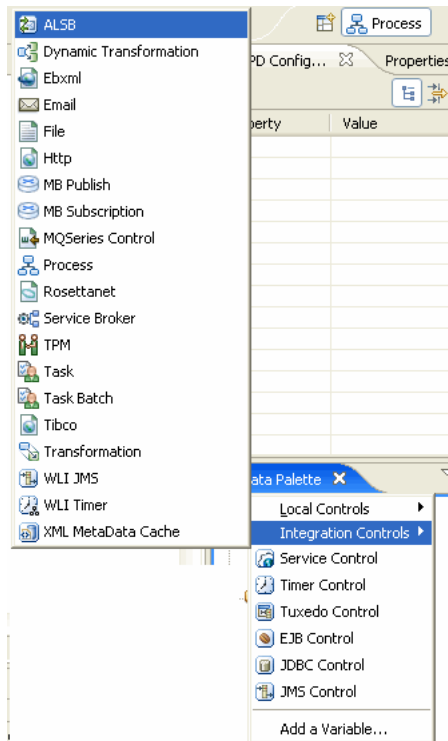 ALSB
Dynamic Transformation
Ebxml
Email
File
Http
MB Publish
MB Subscription
MQSeries Control
Process
Rosettanet
Service Broker
TPM
Task
Task Batch
Tibco
Transformation
WLI JMS
WLI Timer
XML MetaData Cache
Process
PD Config... Properties
perty Value
ata Palette
Local Controls
Integration Controls
Service Control
Timer Control
Tuxedo Control
EJB Control
JDBC Control
JMS Control
Add a Variable...